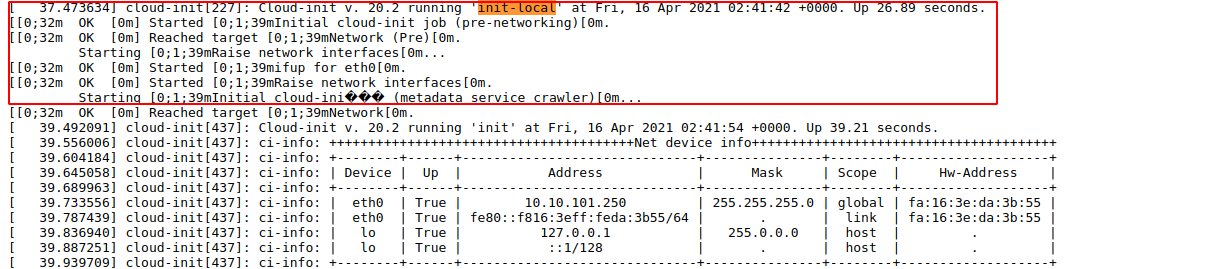 37.473634] cloud-init[227]: Cloud-init v. 20.2 running 'init-local' at Fri, 16 Apr 2021 02:41:42 +0000. Up 26.89 seconds.
[[0;32m  OK  [0m] Started [0;1;39mInitial cloud-init job (pre-networking)[0m.
[[0;32m  OK  [0m] Reached target [0;1;39mNetwork (Pre)[0m.
         Starting [0;1;39mRaise network interfaces[0m...
[[0;32m  OK  [0m] Started [0;1;39mifup for eth0[0m.
[[0;32m  OK  [0m] Started [0;1;39mRaise network interfaces[0m.
         Starting [0;1;39mInitial cloud-ini��� (metadata service crawler)[0m...
[[0;32m  OK  [0m] Reached target [0;1;39mNetwork[0m.
[   39.492091] cloud-init[437]: Cloud-init v. 20.2 running 'init' at Fri, 16 Apr 2021 02:41:54 +0000. Up 39.21 seconds.
[   39.556006] cloud-init[437]: ci-info: +++++++++++++++++++++++++++++++++++++++Net device info+++++++++++++++++++++++++++++++++++++++
[   39.604184] cloud-init[437]: ci-info: +--------+------+------------------------------+---------------+--------+-------------------+
[   39.645058] cloud-init[437]: ci-info: | Device |  Up  |           Address            |      Mask     | Scope  |     Hw-Address    |
[   39.689963] cloud-init[437]: ci-info: +--------+------+------------------------------+---------------+--------+-------------------+
[   39.733556] cloud-init[437]: ci-info: |  eth0  | True |        10.10.101.250         | 255.255.255.0 | global | fa:16:3e:da:3b:55 |
[   39.787439] cloud-init[437]: ci-info: |  eth0  | True | fe80::f816:3eff:feda:3b55/64 |       .       |  link  | fa:16:3e:da:3b:55 |
[   39.836940] cloud-init[437]: ci-info: |   lo   | True |          127.0.0.1           |   255.0.0.0   |  host  |         .         |
[   39.887251] cloud-init[437]: ci-info: |   lo   | True |           ::1/128            |       .       |  host  |         .         |
[   39.939709] cloud-init[437]: ci-info: +--------+------+------------------------------+---------------+--------+-------------------+